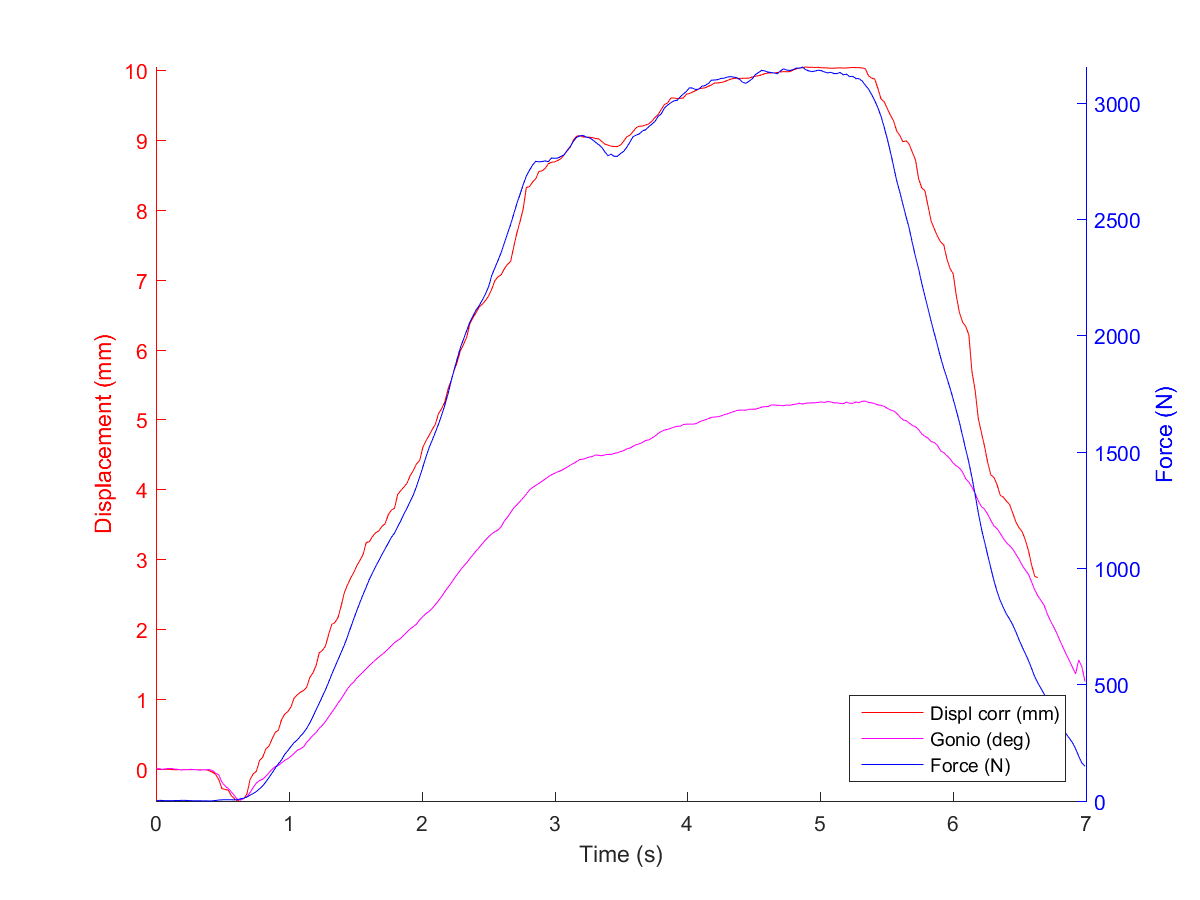 Displacement (mm)
10
9
8
7
6
5
4
3
2
1
0
0 1 2 3 4 5 6 7
Time (s)
3000
2500
2000
1500
1000
500
0
Force (N)
Displ corr (mm)
Gonio (deg)
Force (N)